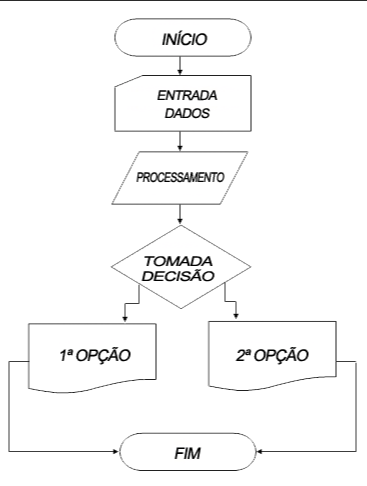 INÍCIO
ENTRADA
DADOS
PROCESSAMENTO
TOMADA
DECISÃO
1ª OPÇÃO
2ª OPÇÃO
FIM